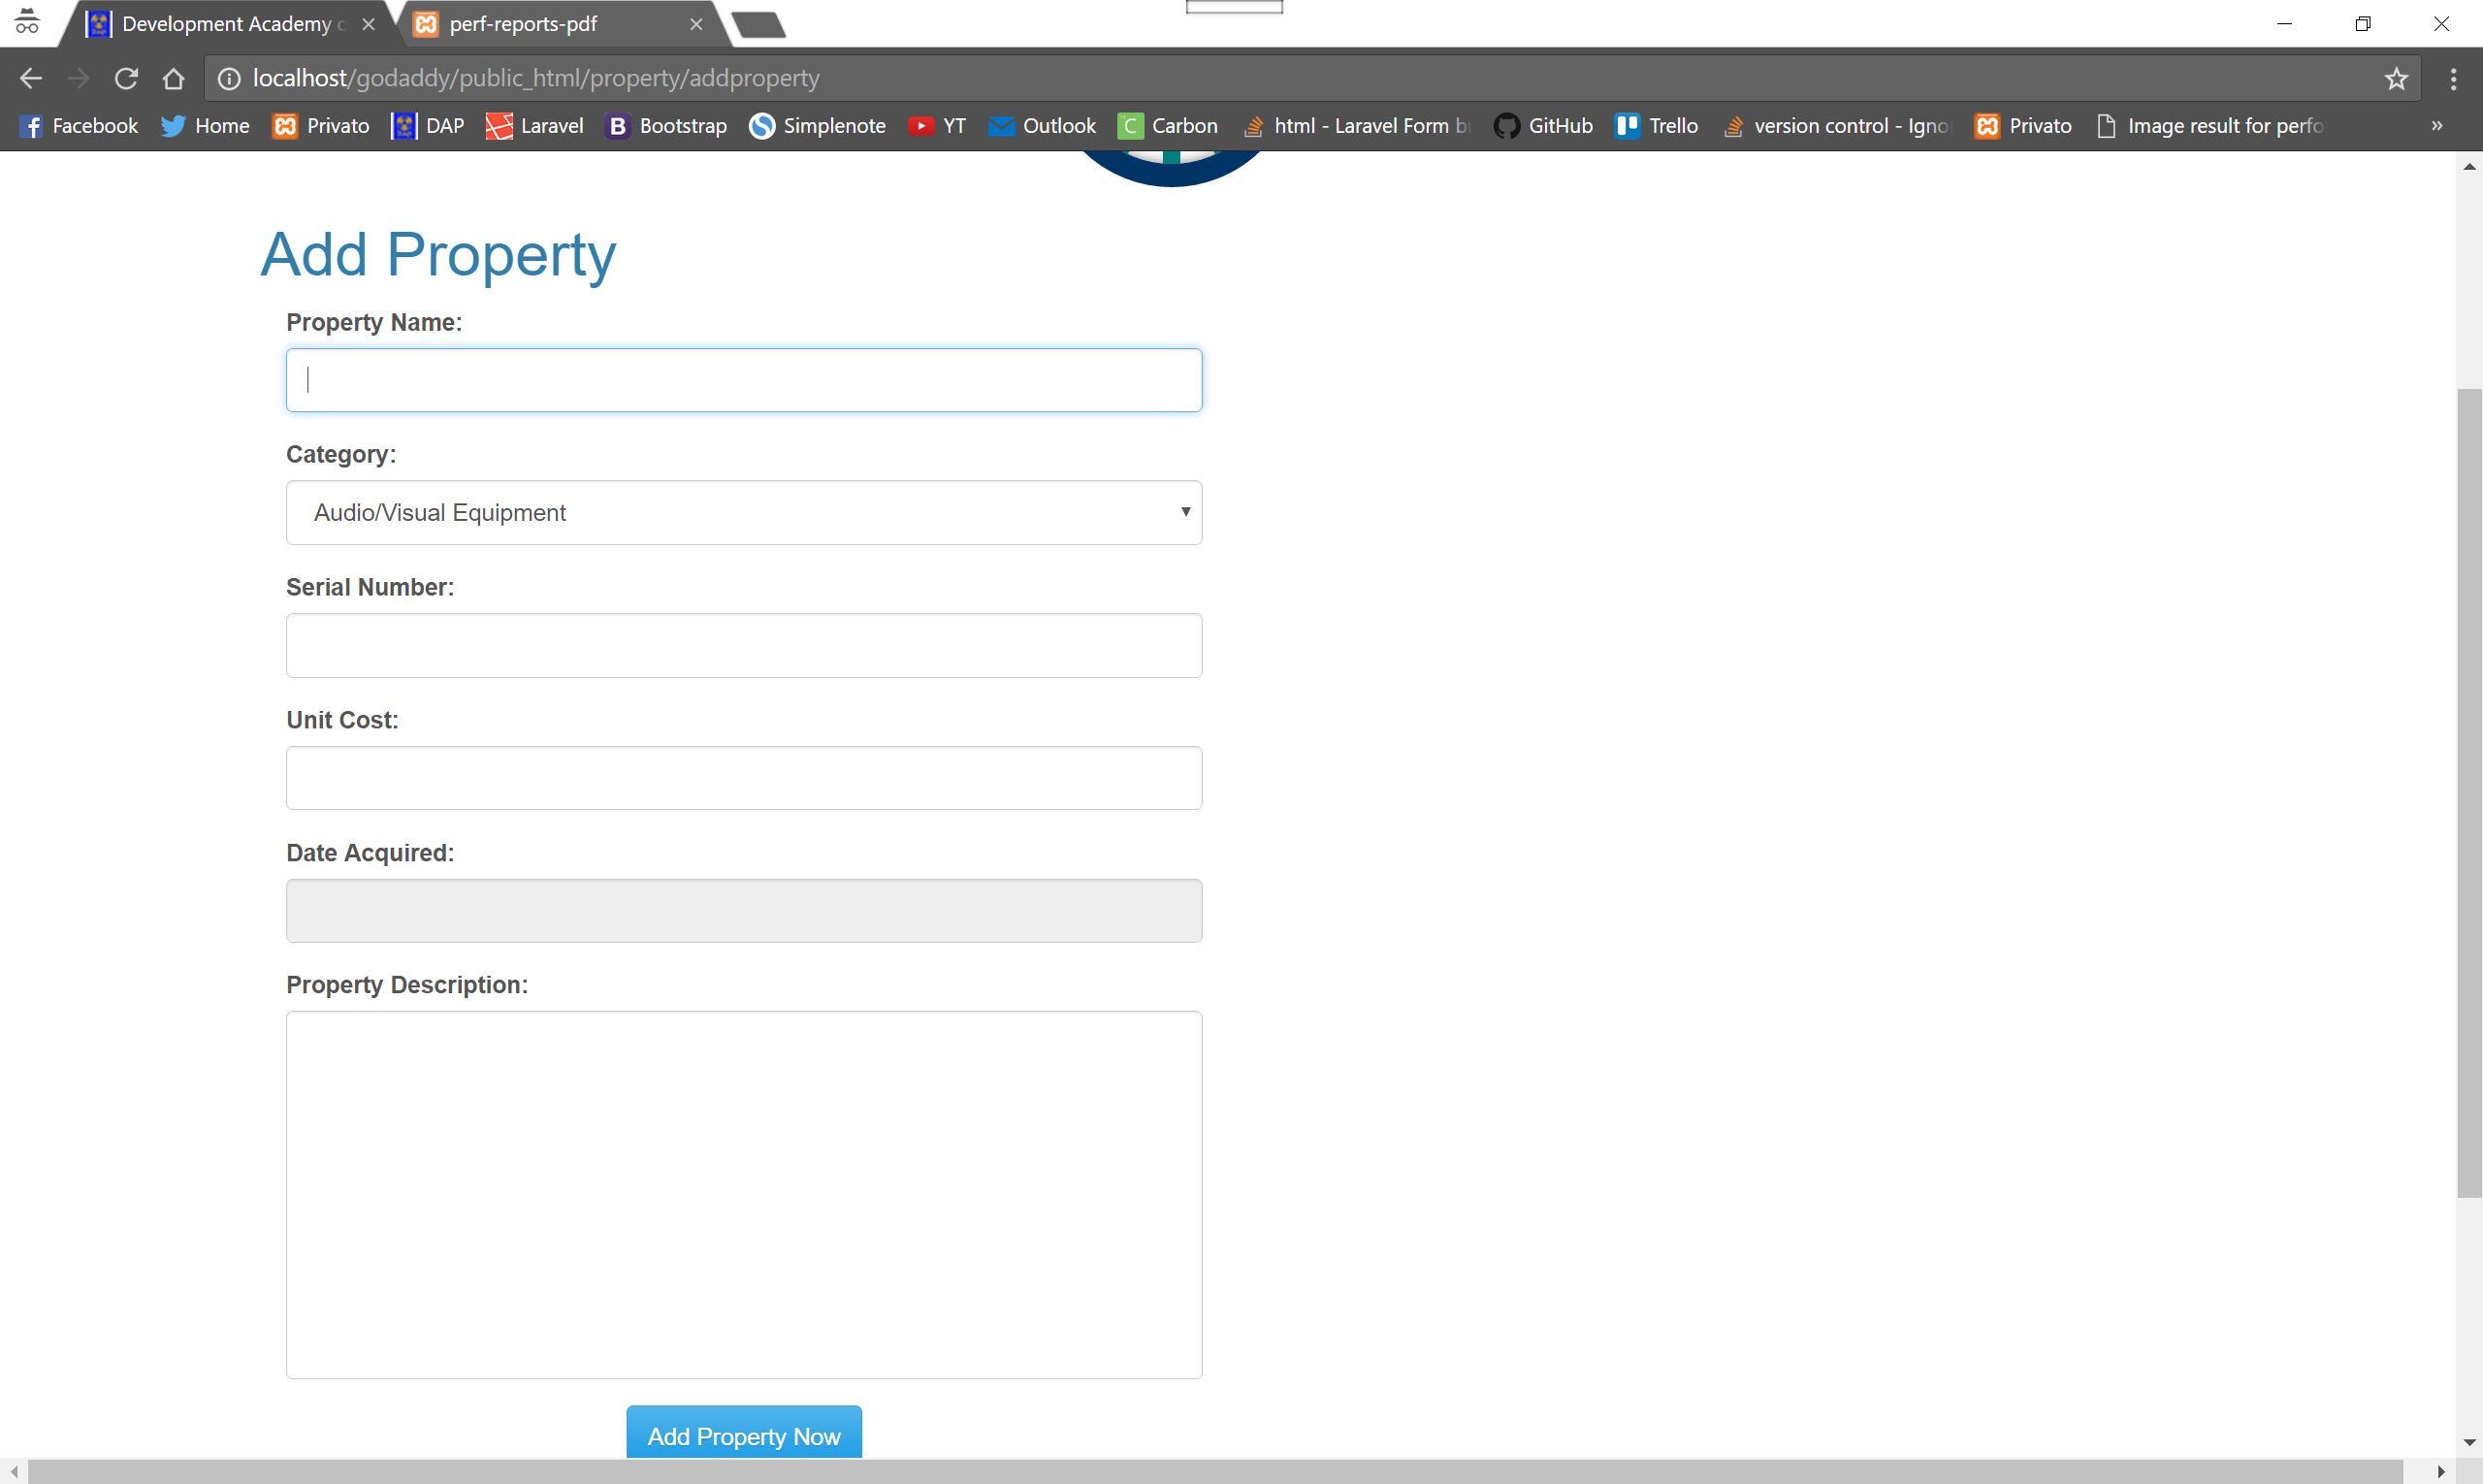 Development Academy
perf-reports-pdf
localhost/godaddy/public_html/property/addproperty
Facebook Home Privato DAP Laravel Bootstrap Simplenote YT Outlook Carbon html - Laravel Form GitHub Trello version control - Privato Image result for
Add Property
Property Name:
Category:
Audio/Visual Equipment
Serial Number:
Unit Cost:
Date Acquired:
Property Description:
Add Property Now